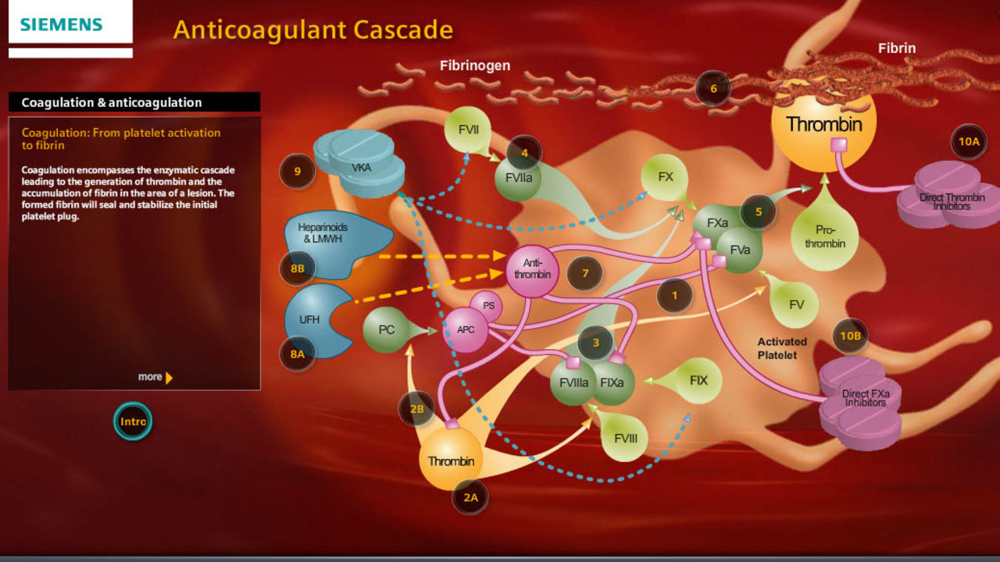 SIEMENS
Anticoagulant Cascade
Coagulation & anticoagulation
Coagulation: From platelet activation
to fibrin
Coagulation encompasses the enzymatic cascade
leading to the generation of thrombin and the
accumulation of fibrin in the area of a lesion. The
formed fibrin will seal and stabilize the initial
platelet plug.
more
Intro
Fibrinogen
Fibrin
6
Thrombin
FVII
4
FVIIa
9
VKA
10A
Direct Thrombin
Inhibitors
FX
5
FXa
FVa
Pro-
thrombin
Heparinoids
& LMWH
8B
Anti-
thrombin
7
1
FV
PS
UFH
PC
APC
8A
3
Activated
Platelet
10B
FVIIIa
FIXa
FIX
Direct FXa
Inhibitors
2B
FVIII
Thrombin
2A